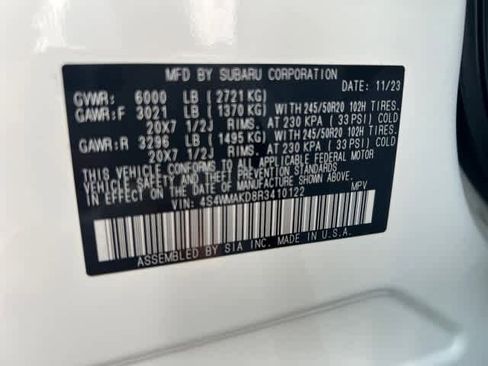 MFD BY SUBARU CORPORATION
DATE: 11/23
GVWR: 6000 LB ( 2721 KG)
GAWR:F 3021 LB ( 1370 KG) WITH 245/50R20 102H TIRES,
20X 7 1/2J RIMS, AT 230 KPA ( 33 PSI) COLD
GAWR:R 3296 LB ( 1495 KG) WITH 245/50R20 102H TIRES,
20X 7 1/2J RIMS, AT 230 KPA ( 33 PSI) COLD
THIS VEHICLE CONFORMS TO ALL APPLICABLE FEDERAL MOTOR
VEHICLE SAFETY AND THEFT PREVENTION STANDARDS
IN EFFECT ON THE DATE OF MANUFACTURE SHOWN ABOVE.
VIN: 4S4WMAKD8R3410122 MPV
ASSEMBLED BY SIA INC. MADE IN U.S.A.